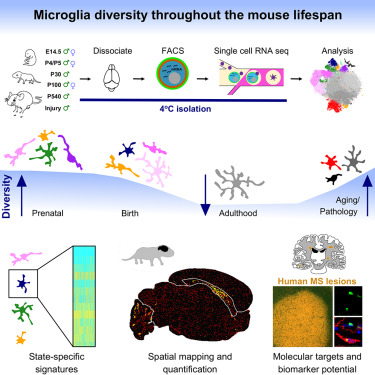 Microglia diversity throughout the mouse lifespan
E14.5 ♂♀
P4/P5 ♂♀
P30 ♂
P100 ♂♀
P540 ♂
Injury ♂
Dissociate
FACS
Single cell RNA seq
Analysis
4ºC isolation
Diversity
Prenatal
Birth
Adulthood
Aging/
Pathology
State-specific
signatures
Spatial mapping and
quantification
Human MS lesions
Molecular targets and
biomarker potential